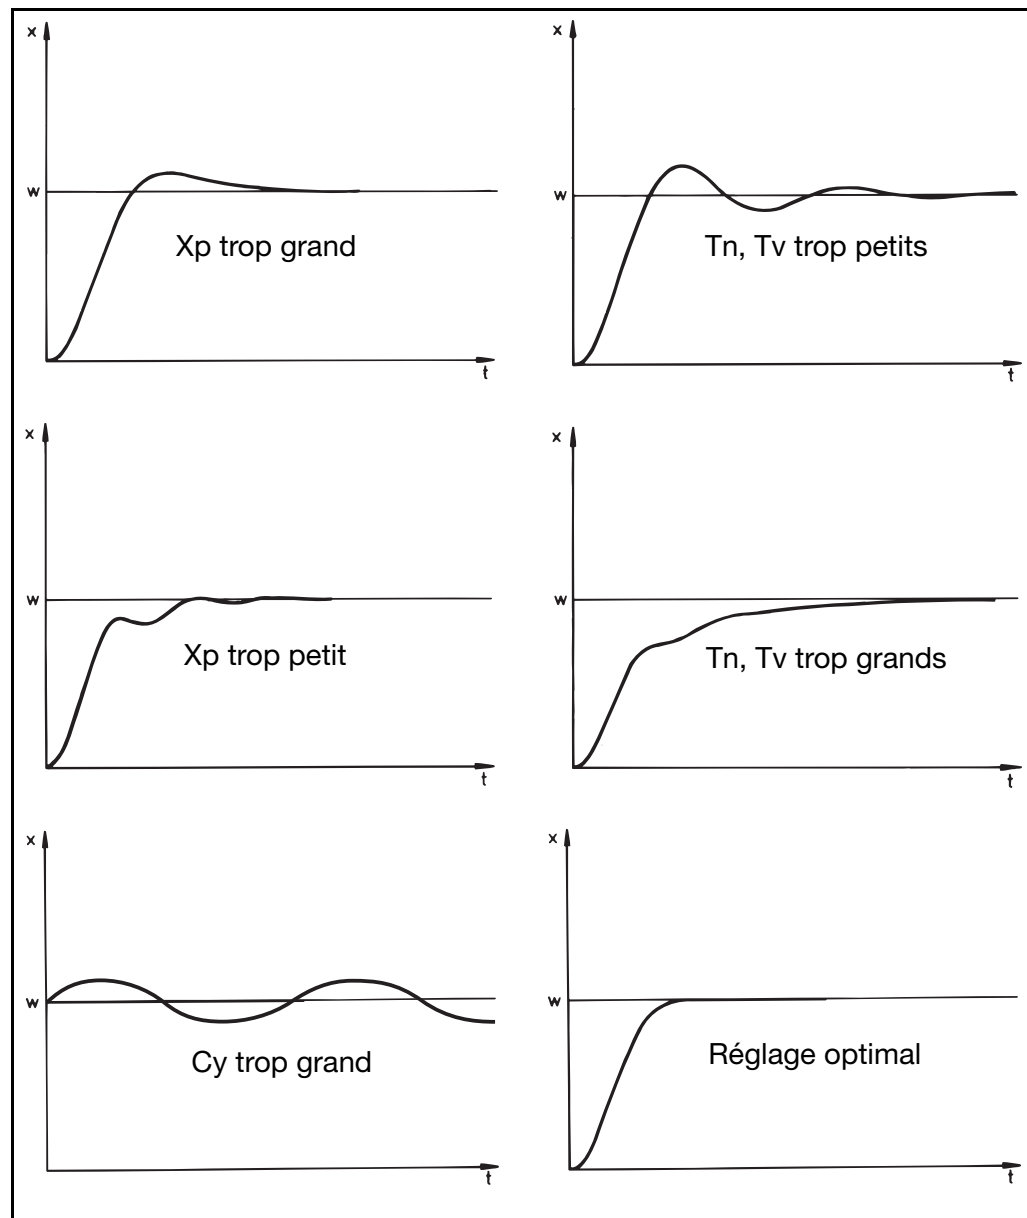 x
w
Xp trop grand
t
x
w
Tn, Tv trop petits
t
x
w
Xp trop petit
t
x
w
Tn, Tv trop grands
t
x
w
Cy trop grand
t
x
w
Réglage optimal
t